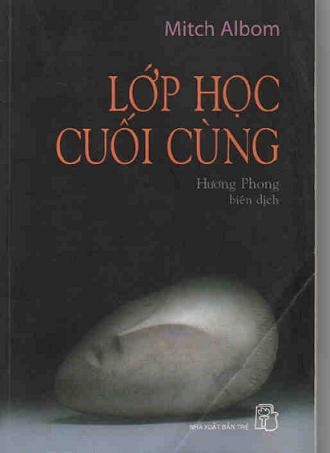 Mitch Albom
LỚP HỌC
CUỐI CÙNG
Hương Phong
biên dịch
NHÀ XUẤT BẢN TRẺ